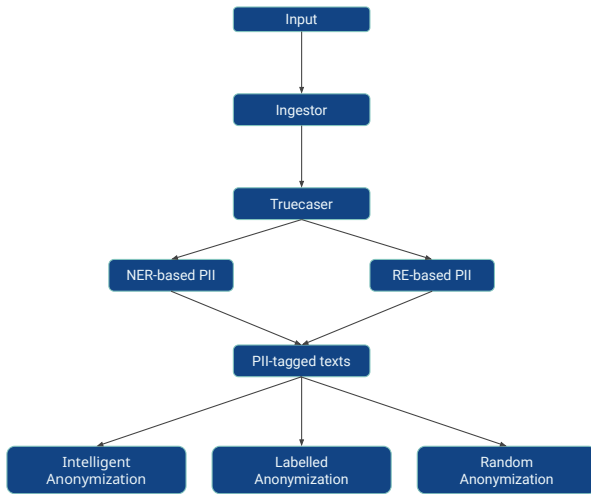 Input
Ingestor
Truecaser
NER-based PII
RE-based PII
PII-tagged texts
Intelligent
Anonymization
Labelled
Anonymization
Random
Anonymization